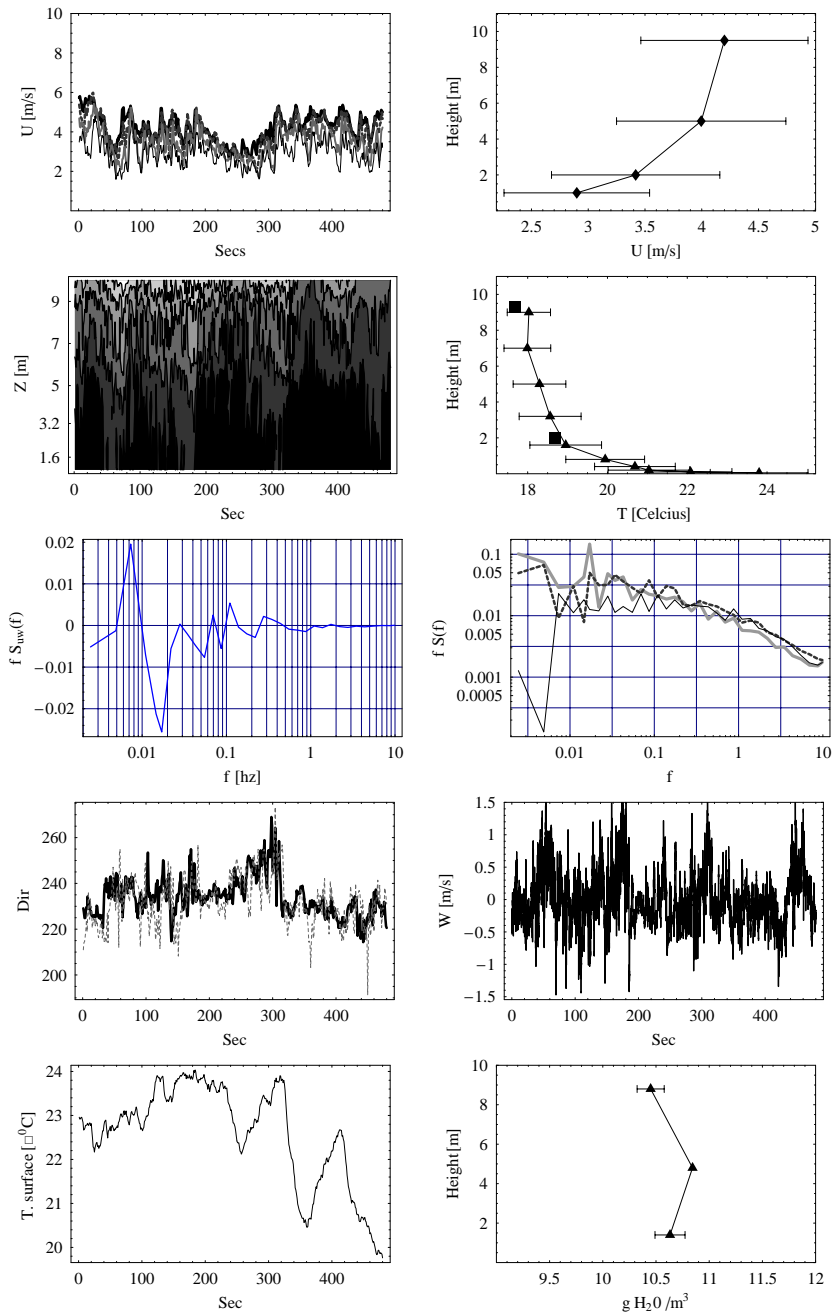 10
8
6
4
2
0 100 200 300 400
Secs
U [m/s]
10
8
6
4
2
2.5 3 3.5 4 4.5 5
U [m/s]
Height [m]
9
7
5
3.2
1.6
0 100 200 300 400
Sec
Z [m]
10
8
6
4
2
18 20 22 24
T [Celcius]
Height [m]
0.02
0.01
0
−0.01
−0.02
0.01 0.1 1 10
f [hz]
f Suw(f)
0.1
0.05
0.01
0.005
0.001
0.0005
0.01 0.1 1 10
f
f S(f)
260
240
220
200
0 100 200 300 400
Sec
Dir
1.5
1
0.5
0
−0.5
−1
−1.5
0 100 200 300 400
Sec
W [m/s]
24
23
22
21
20
0 100 200 300 400
Sec
T. surface [□⁰C]
10
8
6
4
2
9.5 10 10.5 11 11.5 12
g H₂0 /m³
Height [m]